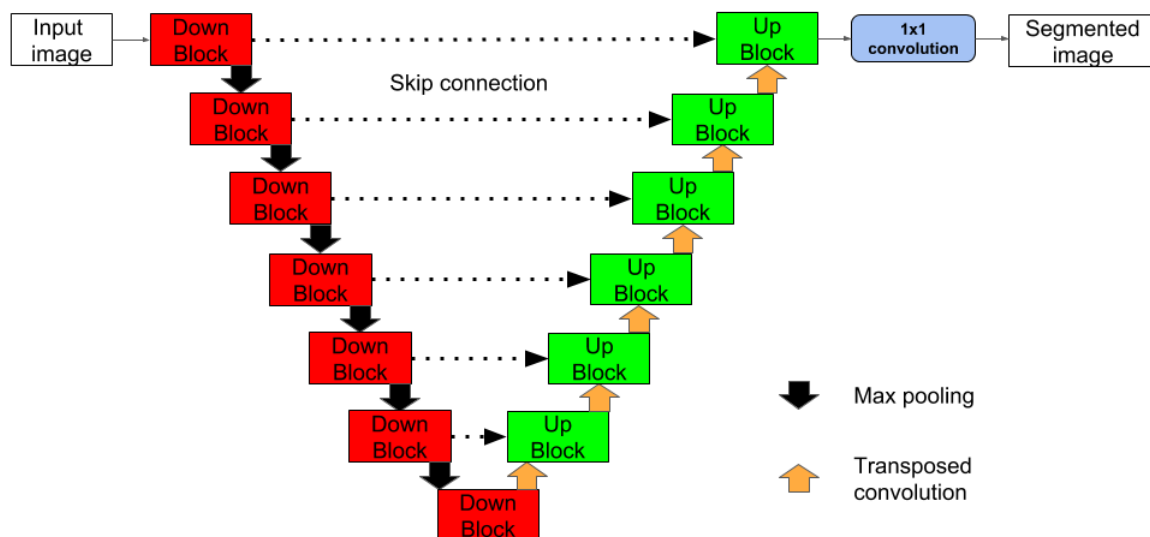 Input
image
Down
Block
Up
Block
1x1
convolution
Segmented
image
Skip connection
Down
Block
Up
Block
Down
Block
Up
Block
Down
Block
Up
Block
Down
Block
Up
Block
Max pooling
Down
Block
Up
Block
Transposed
convolution
Down
Block